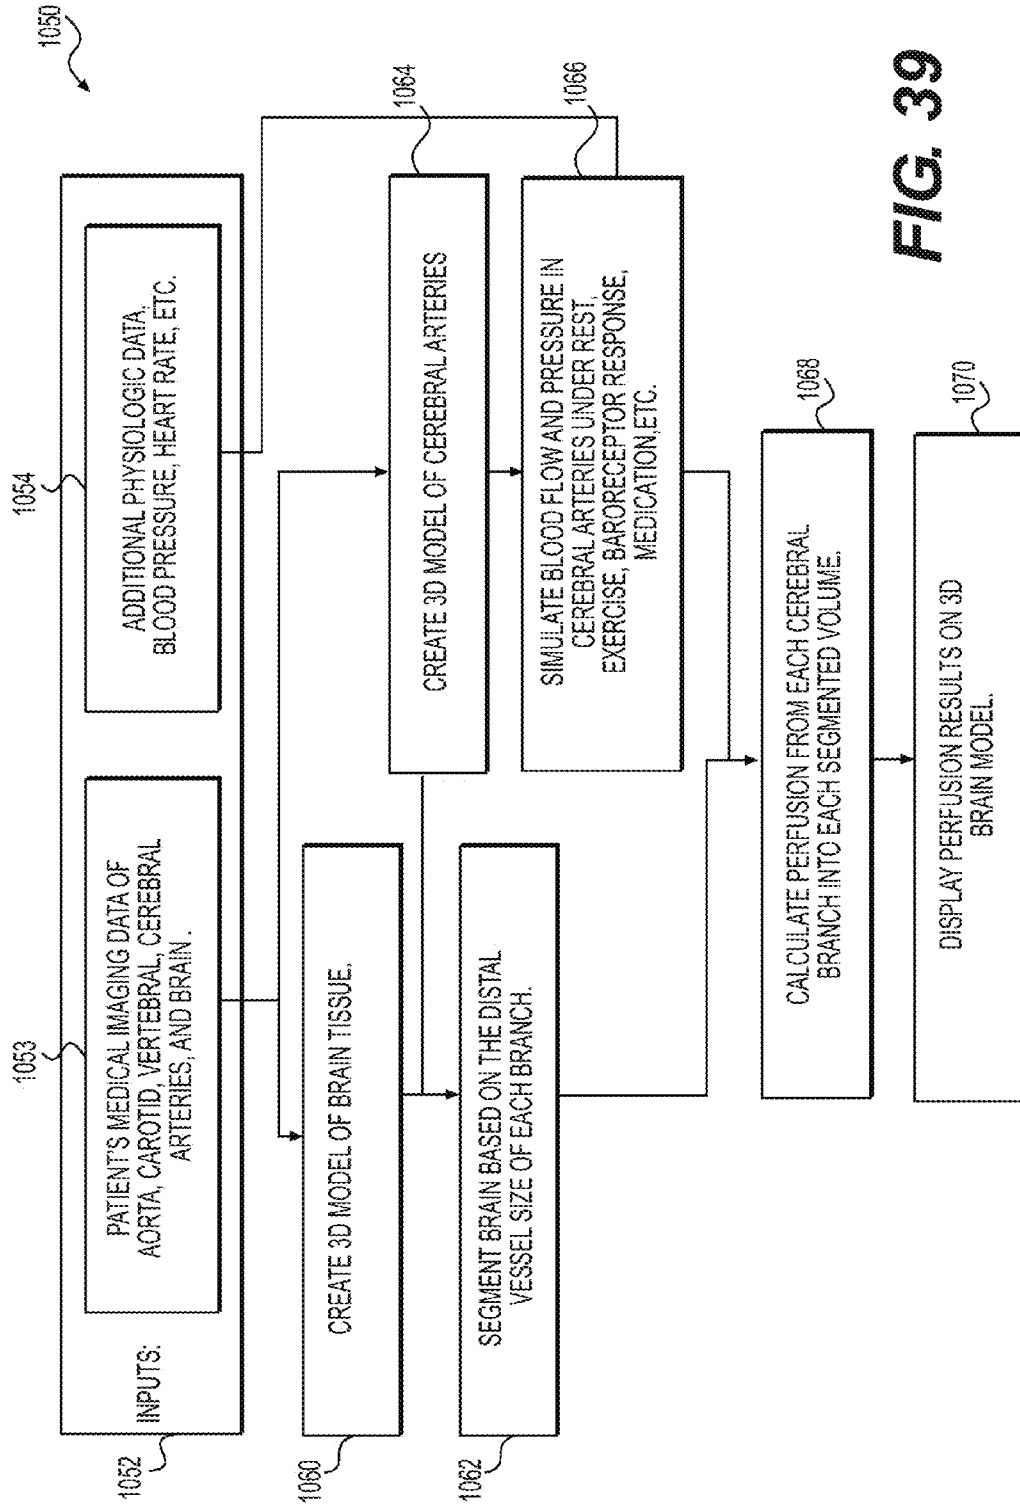 1050
1052
INPUTS:
1053
PATIENT'S MEDICAL IMAGING DATA OF
AORTA, CAROTID, VERTEBRAL, CEREBRAL
ARTERIES, AND BRAIN .
1054
ADDITIONAL PHYSIOLOGIC DATA,
BLOOD PRESSURE, HEART RATE, ETC.
1060
CREATE 3D MODEL OF BRAIN TISSUE.
1064
CREATE 3D MODEL OF CEREBRAL ARTERIES
1062
SEGMENT BRAIN BASED ON THE DISTAL
VESSEL SIZE OF EACH BRANCH.
1066
SIMULATE BLOOD FLOW AND PRESSURE IN
CEREBRAL ARTERIES UNDER REST,
EXERCISE, BARORECEPTOR RESPONSE,
MEDICATION,ETC.
1068
CALCULATE PERFUSION FROM EACH CEREBRAL
BRANCH INTO EACH SEGMENTED VOLUME.
1070
DISPLAY PERFUSION RESULTS ON 3D
BRAIN MODEL.
FIG. 39